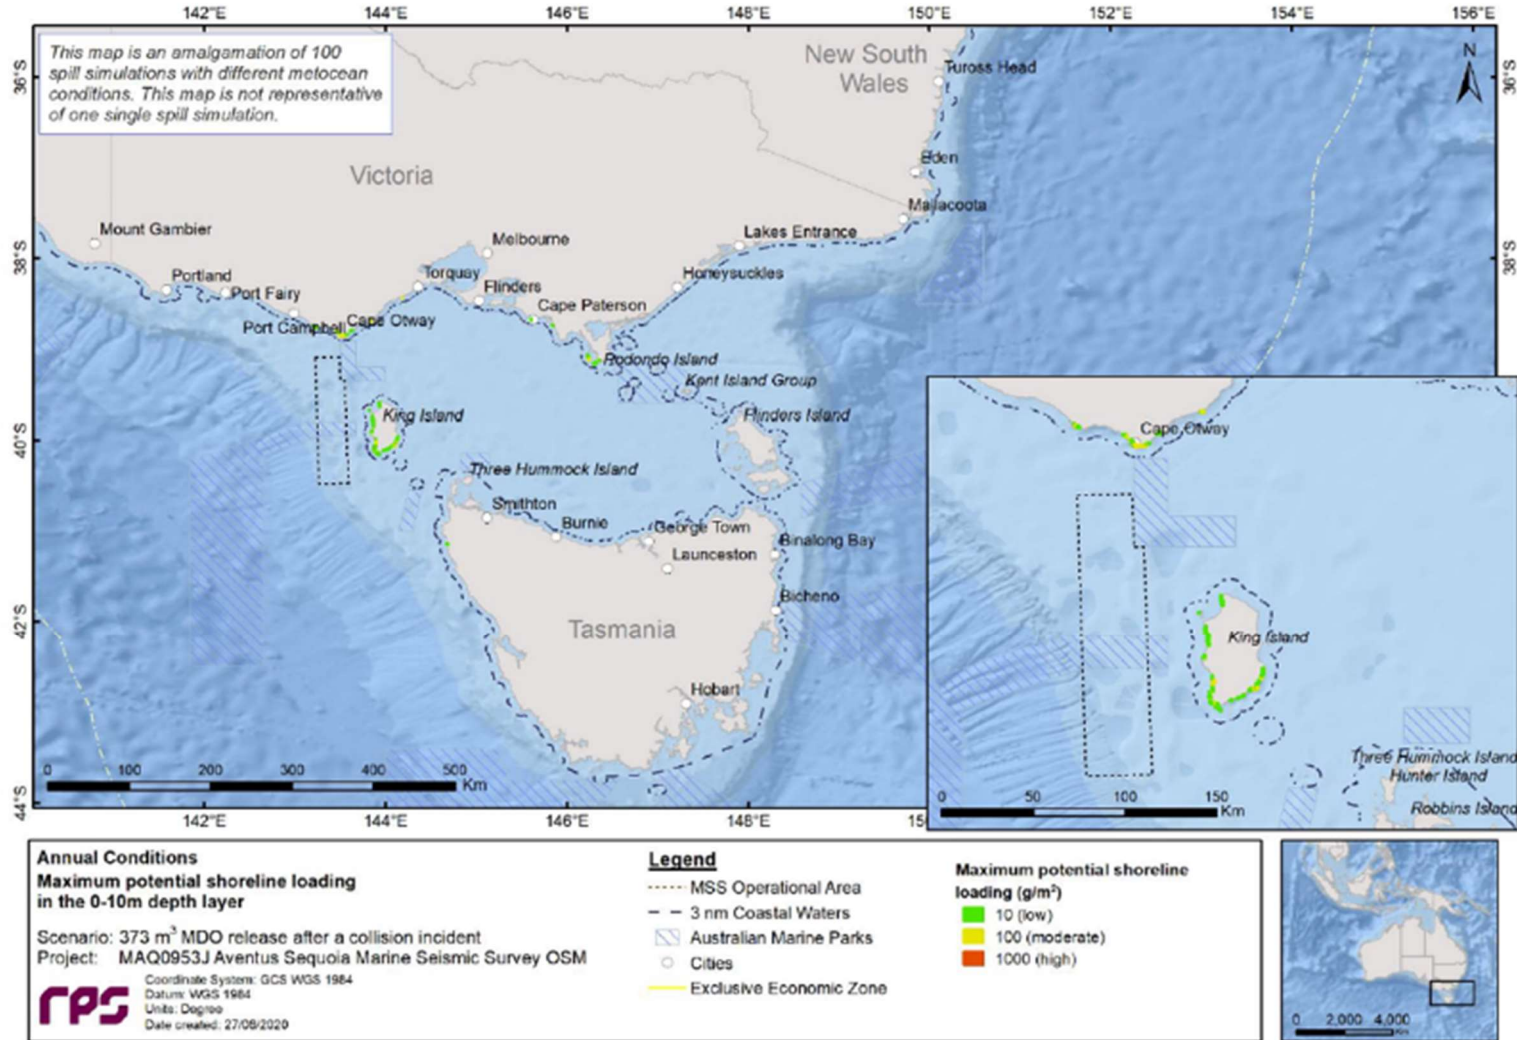 142°E 144°E 146°E 148°E 150°E 152°E 154°E 156°E
This map is an amalgamation of 100
spill simulations with different metocean
conditions. This map is not representative
of one single spill simulation.
New South
Wales
Tuross Head
N
36°S
36°S
Eden
Victoria
Mallacoota
Mount Gambier
Melbourne
Lakes Entrance
38°S
38°S
Portland
Torquay
Honeysuckles
Port Fairy
Flinders
Cape Paterson
Port Campbell
Cape Otway
Rodondo Island
Kent Island Group
King Island
Flinders Island
40°S
Three Hummock Island
Smithton
Burnie
George Town
Binalong Bay
Launceston
Bicheno
42°S
Tasmania
Hobart
0 100 200 300 400 500 Km
44°S
142°E 144°E 146°E 148°E 150
Cape Otway
King Island
Three Hummock Island
Hunter Island
Robbins Island
0 50 100 150 Km
Annual Conditions
Maximum potential shoreline loading
in the 0-10m depth layer
Scenario: 373 m³ MDO release after a collision incident
Project: MAQ0953J Aventus Sequoia Marine Seismic Survey OSM
rps
Coordinate System: GCS WGS 1984
Datum: WGS 1984
Units: Degree
Date created: 27/08/2020
Legend
MSS Operational Area
3 nm Coastal Waters
Australian Marine Parks
Cities
Exclusive Economic Zone
Maximum potential shoreline
loading (g/m²)
10 (low)
100 (moderate)
1000 (high)
0 2,000 4,000
Km